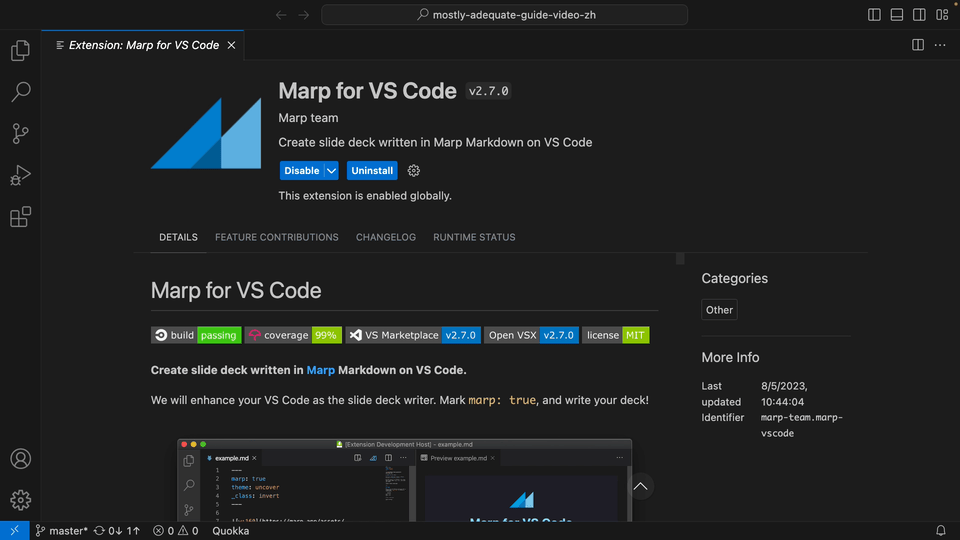 mostly-adequate-guide-video-zh
Extension: Marp for VS Code
Marp for VS Code v2.7.0
Marp team
Create slide deck written in Marp Markdown on VS Code
Disable Uninstall
This extension is enabled globally.
DETAILS FEATURE CONTRIBUTIONS CHANGELOG RUNTIME STATUS
Marp for VS Code
build passing coverage 99% VS Marketplace v2.7.0 Open VSX v2.7.0 license MIT
Create slide deck written in Marp Markdown on VS Code.
We will enhance your VS Code as the slide deck writer. Mark marp: true, and write your deck!
[Extension Development Host] - example.md
example.md
Preview example.md
1 ---
2 marp: true
3 theme: uncover
4 _class: invert
5 ---
6
7
Marp for VS Code
Categories
Other
More Info
Last updated 8/5/2023, 10:44:04
Identifier marp-team.marp-vscode
master* 0↓ 1↑ 0 0 Quokka